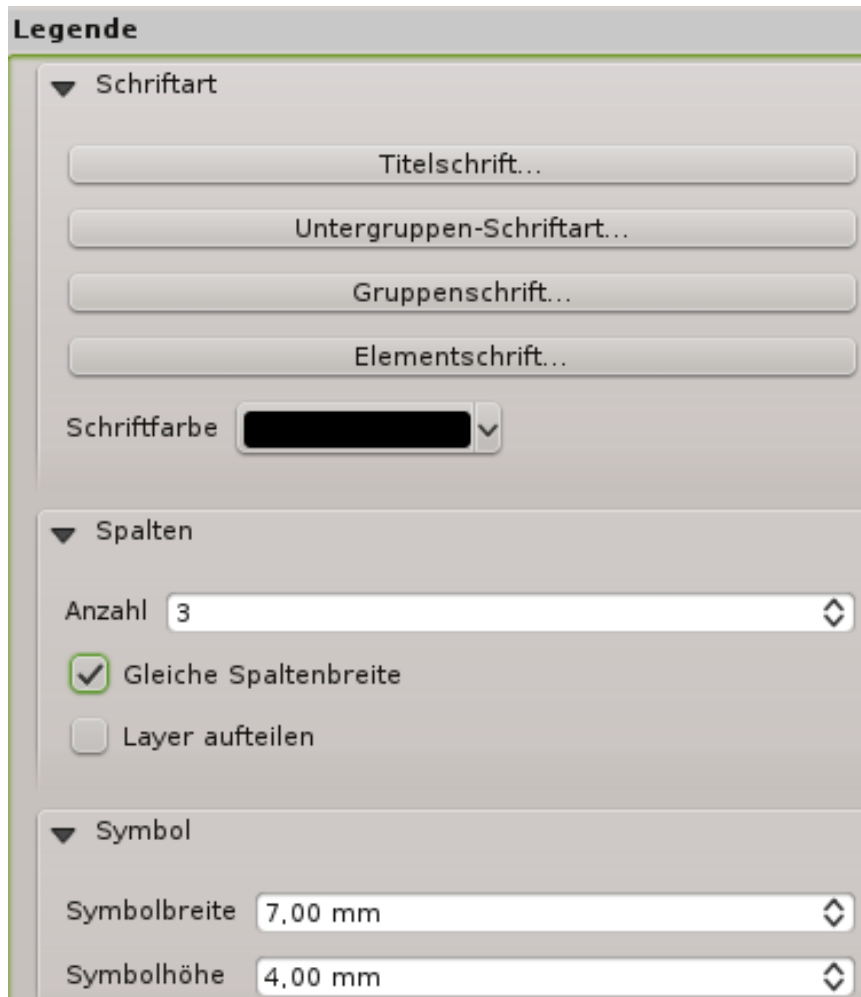 Legende
Schriftart
Titelschrift...
Untergruppen-Schriftart...
Gruppenschrift...
Elementschrift...
Schriftfarbe
Spalten
Anzahl 3
Gleiche Spaltenbreite
Layer aufteilen
Symbol
Symbolbreite 7,00 mm
Symbolhöhe 4,00 mm